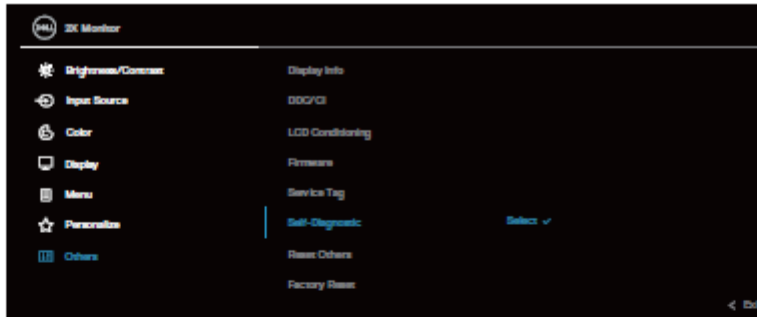 DELL 2K Monitor
Brightness/Contrast
Display Info
Input Source
DDC/CI
Color
LCD Conditioning
Display
Firmware
Menu
Service Tag
Personalize
Self-Diagnostic Select ✓
Others
Reset Others
Factory Reset